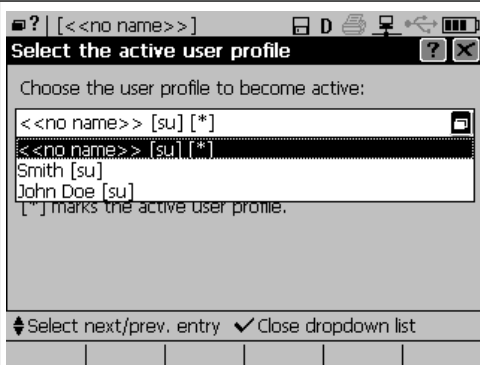 ? | [<<no name>>] D
Select the active user profile ? X
Choose the user profile to become active:
<<no name>> [su] [*]
<<no name>> [su] [*]
Smith [su]
John Doe [su]
[*] marks the active user profile.
Select next/prev. entry ✓Close dropdown list